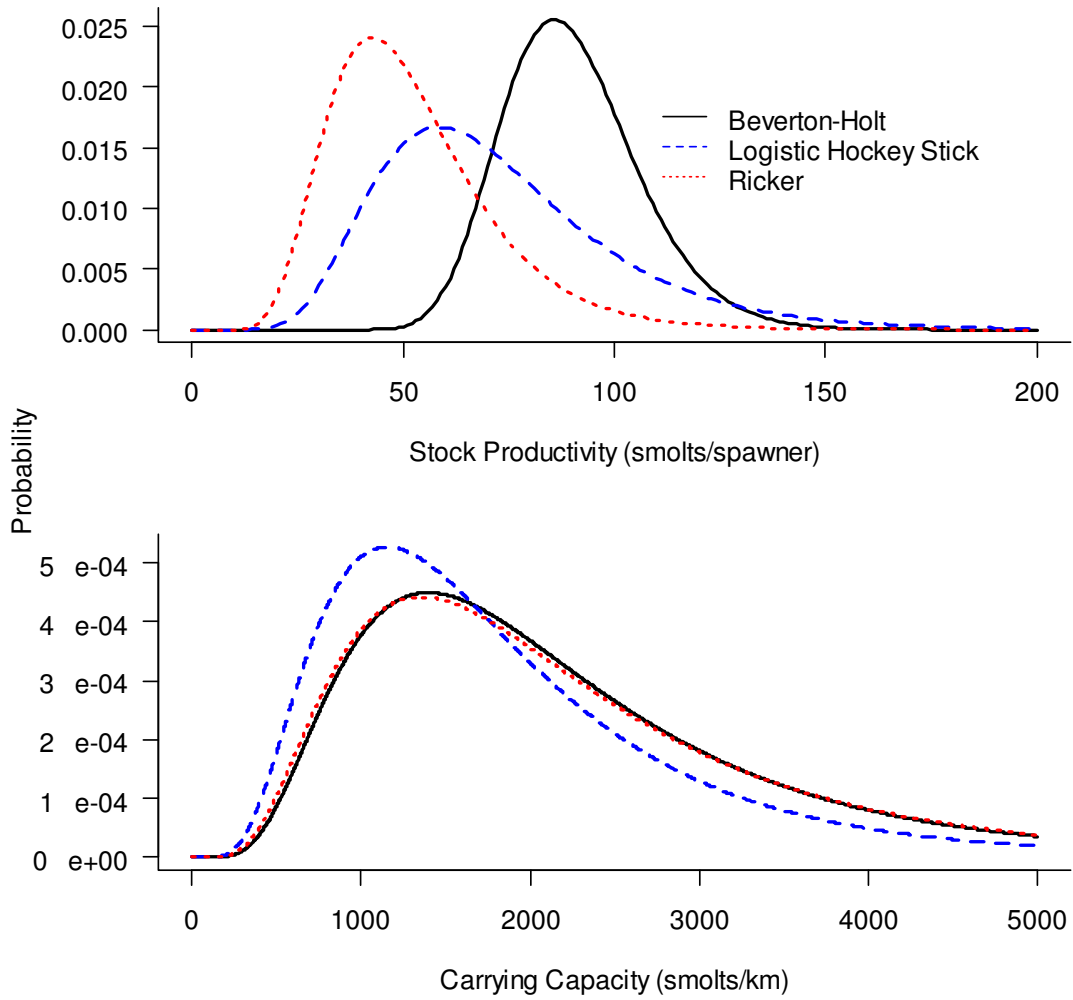 0.025
0.020
0.015
0.010
0.005
0.000
Beverton-Holt
Logistic Hockey Stick
Ricker
0 50 100 150 200
Stock Productivity (smolts/spawner)
Probability
5 e-04
4 e-04
3 e-04
2 e-04
1 e-04
0 e+00
0 1000 2000 3000 4000 5000
Carrying Capacity (smolts/km)